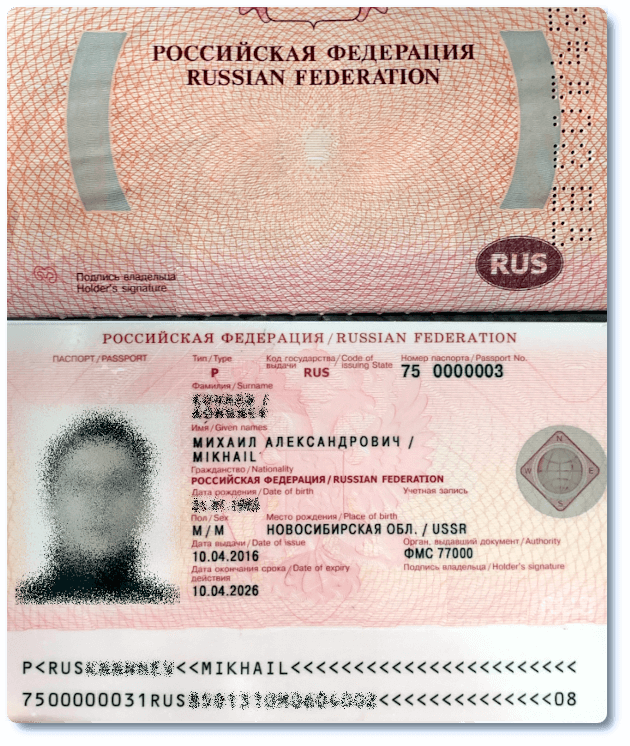 РОССИЙСКАЯ ФЕДЕРАЦИЯ
RUSSIAN FEDERATION
RUS
Подпись владельца
Holder's signature
РОССИЙСКАЯ ФЕДЕРАЦИЯ/RUSSIAN FEDERATION
ПАСПОРТ/PASSPORT
Тип/Type
Код государства/Code of
выдачи issuing State
Номер паспорта/Passport No.
P
RUS
75 0000003
Фамилия/Surname
Имя/Given names
МИХАИЛ АЛЕКСАНДРОВИЧ /
MIKHAIL
Гражданство/Nationality
РОССИЙСКАЯ ФЕДЕРАЦИЯ/RUSSIAN FEDERATION
Дата рождения/Date of birth
Учетная запись
Пол/Sex
Место рождения/Place of birth
М/M
НОВОСИБИРСКАЯ ОБЛ. / USSR
Дата выдачи/Date of issue
Орган, выдавший документ/Authority
10.04.2016
ФМС 77000
Дата окончания срока/Date of expiry
действия
Подпись владельца/Holder's signature
10.04.2026
N
W
E
S
P<RUS
<<MIKHAIL<<<<<<<<<<<<<<<<<<<<<<<<<
7500000031RUS
<<<<<<<<<<<<<<08